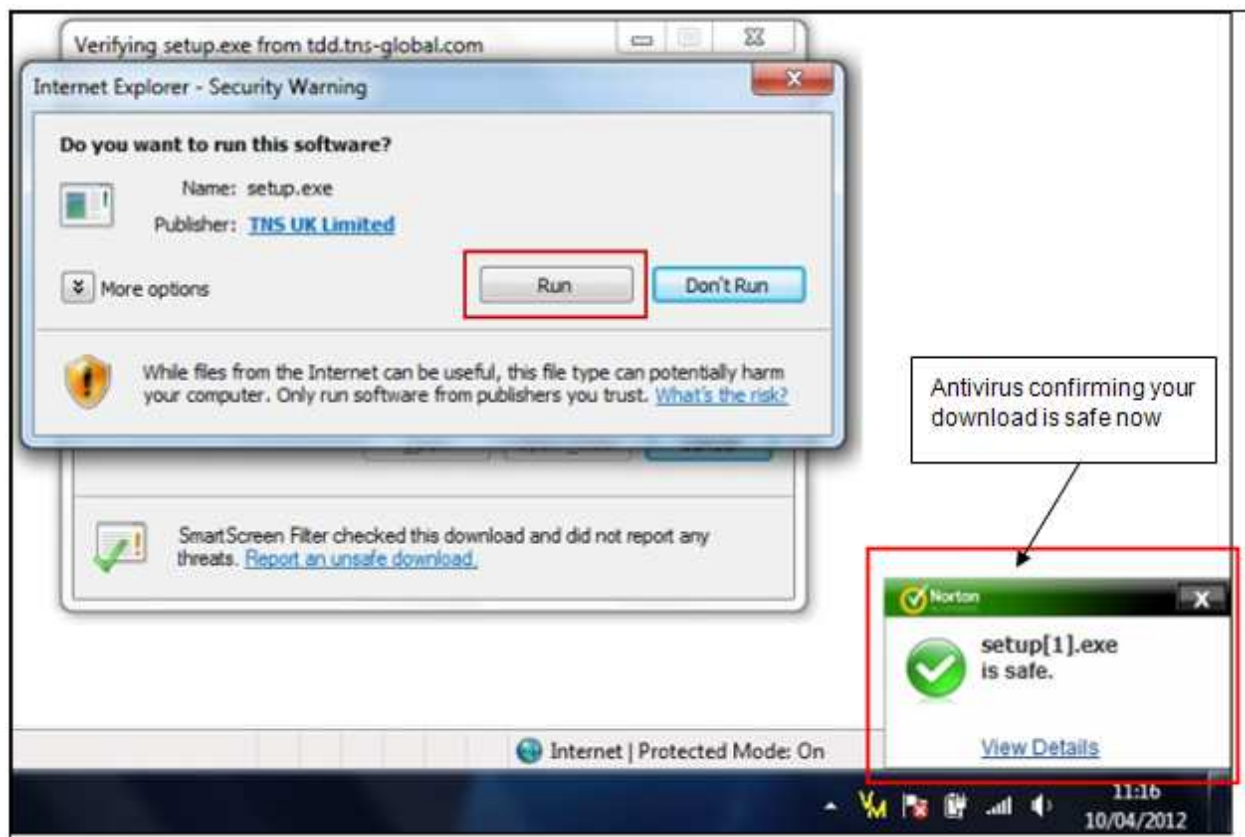 Verifying setup.exe from tdd.tns-global.com
Internet Explorer - Security Warning
Do you want to run this software?
Name: setup.exe
Publisher: TNS UK Limited
More options
Run
Don't Run
While files from the Internet can be useful, this file type can potentially harm
your computer. Only run software from publishers you trust. What's the risk?
SmartScreen Filter checked this download and did not report any
threats. Report an unsafe download.
Antivirus confirming your
download is safe now
Norton
setup[1].exe
is safe.
View Details
Internet | Protected Mode: On
11:16
10/04/2012